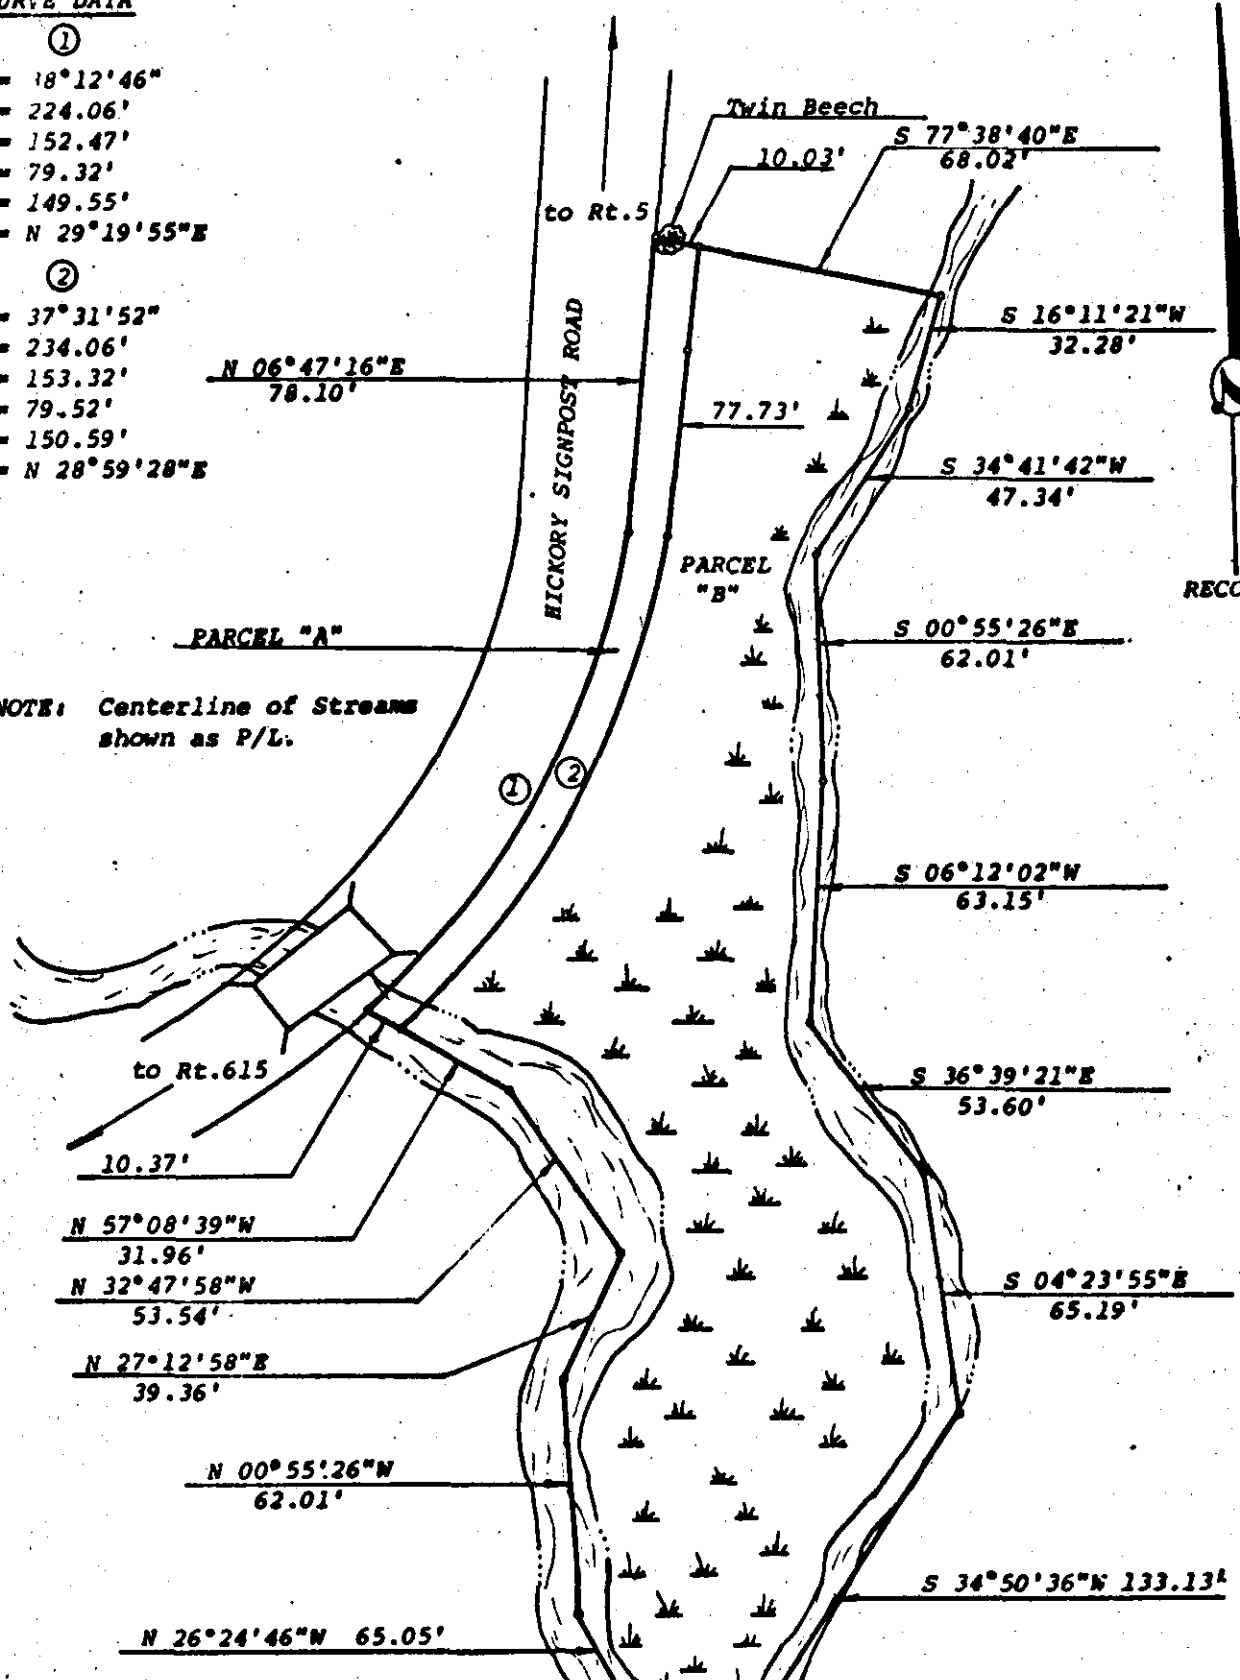 CURVE DATA
①
= 38°12'46"
= 224.06'
= 152.47'
= 79.32'
= 149.55'
= N 29°19'55"E
②
= 37°31'52"
= 234.06'
= 153.32'
= 79.52'
= 150.59'
= N 28°59'28"E
Twin Beech
10.03'
S 77°38'40"E
68.02'
to Rt.5
HICKORY SIGNPOST ROAD
N 06°47'16"E
78.10'
S 16°11'21"W
32.28'
77.73'
S 34°41'42"W
47.34'
PARCEL
"B"
RECO
S 00°55'26"E
62.01'
PARCEL "A"
NOTE: Centerline of Streams
shown as P/L.
①
②
S 06°12'02"W
63.15'
to Rt.615
S 36°39'21"E
53.60'
10.37'
N 57°08'39"W
31.96'
N 32°47'58"W
53.54'
S 04°23'55"E
65.19'
N 27°12'58"E
39.36'
N 00°55'26"W
62.01'
S 34°50'36"W 133.13'
N 26°24'46"W 65.05'